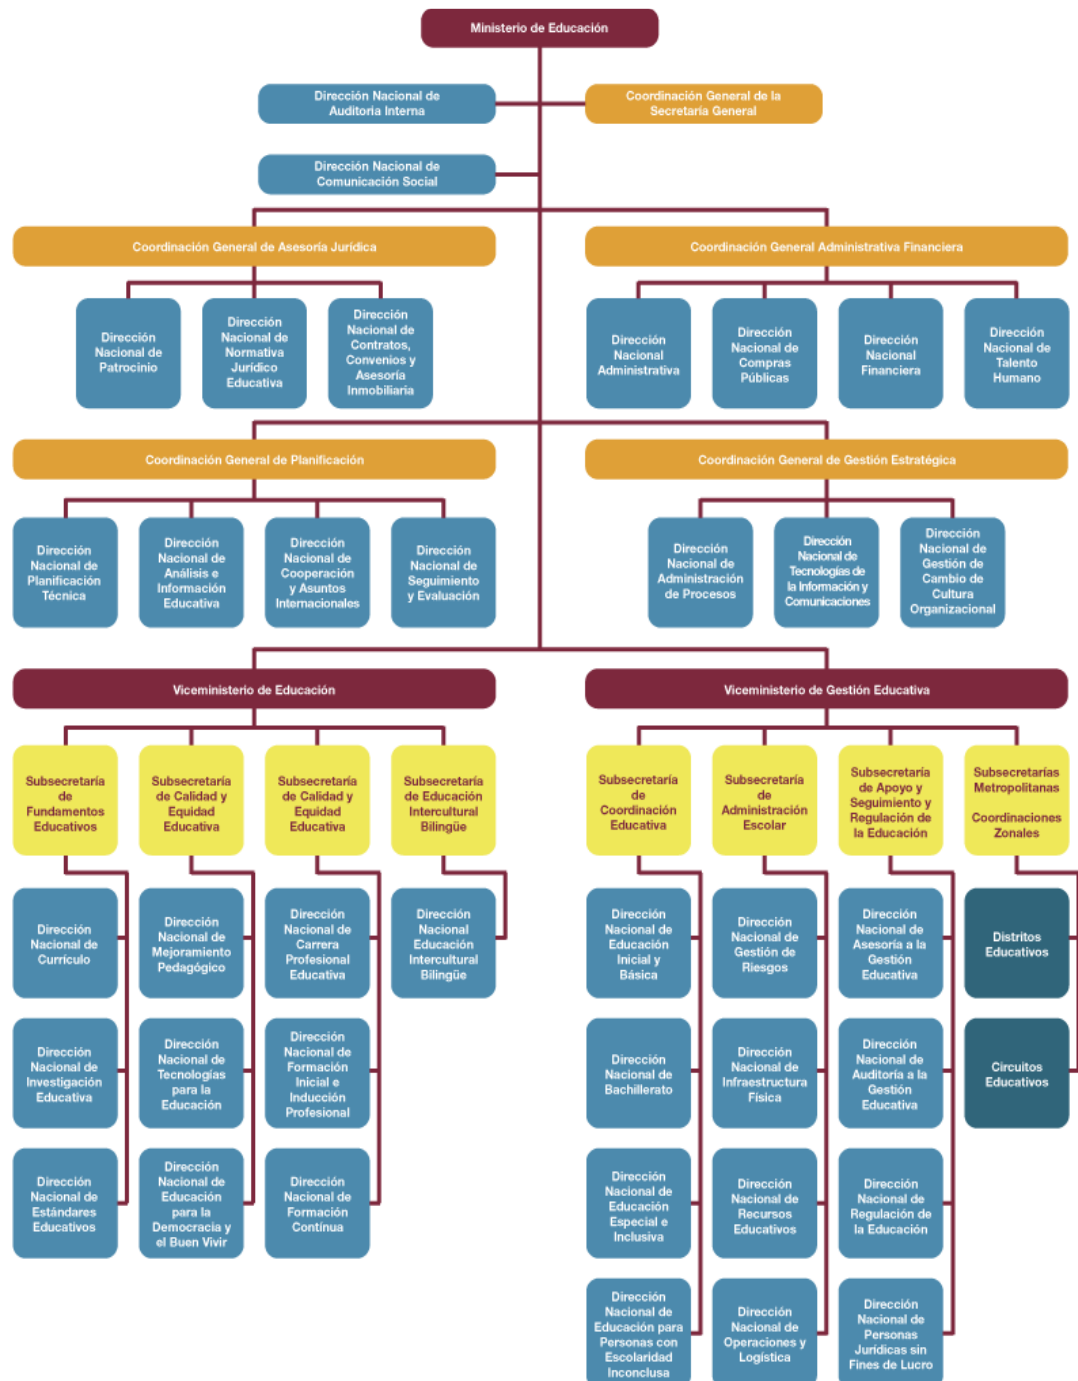 Ministerio de Educación
Dirección Nacional de
Auditoria Interna
Coordinación General de la
Secretaría General
Dirección Nacional de
Comunicación Social
Coordinación General de Asesoría Jurídica
Coordinación General Administrativa Financiera
Dirección
Nacional de
Patrocinio
Dirección
Nacional de
Normativa
Jurídico
Educativa
Dirección
Nacional de
Contratos,
Convenios y
Asesoría
Inmobiliaria
Dirección
Nacional
Administrativa
Dirección
Nacional de
Compras
Públicas
Dirección
Nacional
Financiera
Dirección
Nacional de
Talento
Humano
Coordinación General de Planificación
Coordinación General de Gestión Estratégica
Dirección
Nacional de
Planificación
Técnica
Dirección
Nacional de
Análisis e
Información
Educativa
Dirección
Nacional de
Cooperación
y Asuntos
Internacionales
Dirección
Nacional de
Seguimiento
y Evaluación
Dirección
Nacional de
Administración
de Procesos
Dirección
Nacional de
Tecnologías de
la Información y
Comunicaciones
Dirección
Nacional de
Gestión de
Cambio de
Cultura
Organizacional
Viceministerio de Educación
Viceministerio de Gestión Educativa
Subsecretaría
de
Fundamentos
Educativos
Subsecretaría
de Calidad y
Equidad
Educativa
Subsecretaría
de Calidad y
Equidad
Educativa
Subsecretaría
de Educación
Intercultural
Bilingüe
Subsecretaría
de
Coordinación
Educativa
Subsecretaría
de
Administración
Escolar
Subsecretaría
de Apoyo y
Seguimiento y
Regulación de
la Educación
Subsecretarías
Metropolitanas
Coordinaciones
Zonales
Dirección
Nacional de
Currículo
Dirección
Nacional de
Mejoramiento
Pedagógico
Dirección
Nacional de
Carrera
Profesional
Educativa
Dirección
Nacional
Educación
Intercultural
Bilingüe
Dirección
Nacional de
Educación
Inicial y
Básica
Dirección
Nacional de
Gestión de
Riesgos
Dirección
Nacional de
Asesoría a la
Gestión
Educativa
Distritos
Educativos
Dirección
Nacional de
Investigación
Educativa
Dirección
Nacional de
Tecnologías
para la
Educación
Dirección
Nacional de
Formación
Inicial e
Inducción
Profesional
Dirección
Nacional de
Bachillerato
Dirección
Nacional de
Infraestructura
Física
Dirección
Nacional de
Auditoría a la
Gestión
Educativa
Circuitos
Educativos
Dirección
Nacional de
Estándares
Educativos
Dirección
Nacional de
Educación
para la
Democracia y
el Buen Vivir
Dirección
Nacional de
Formación
Contínua
Dirección
Nacional de
Educación
Especial e
Inclusiva
Dirección
Nacional de
Recursos
Educativos
Dirección
Nacional de
Regulación de
la Educación
Dirección
Nacional de
Educación para
Personas con
Escolaridad
Inconclusa
Dirección
Nacional de
Operaciones y
Logística
Dirección
Nacional de
Personas
Jurídicas sin
Fines de Lucro